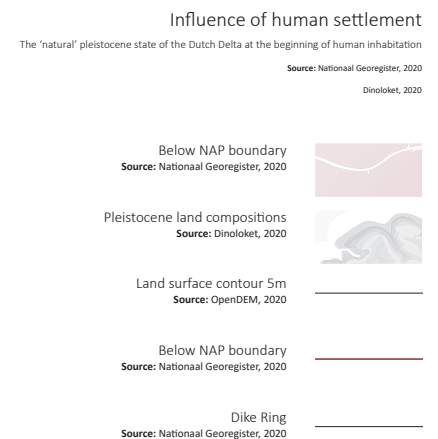 Influence of human settlement
The ‘natural’ pleistocene state of the Dutch Delta at the beginning of human inhabitation
Source: Nationaal Georegister, 2020
Dinoloket, 2020
Below NAP boundary
Source: Nationaal Georegister, 2020
Pleistocene land compositions
Source: Dinoloket, 2020
Land surface contour 5m
Source: OpenDEM, 2020
Below NAP boundary
Source: Nationaal Georegister, 2020
Dike Ring
Source: Nationaal Georegister, 2020